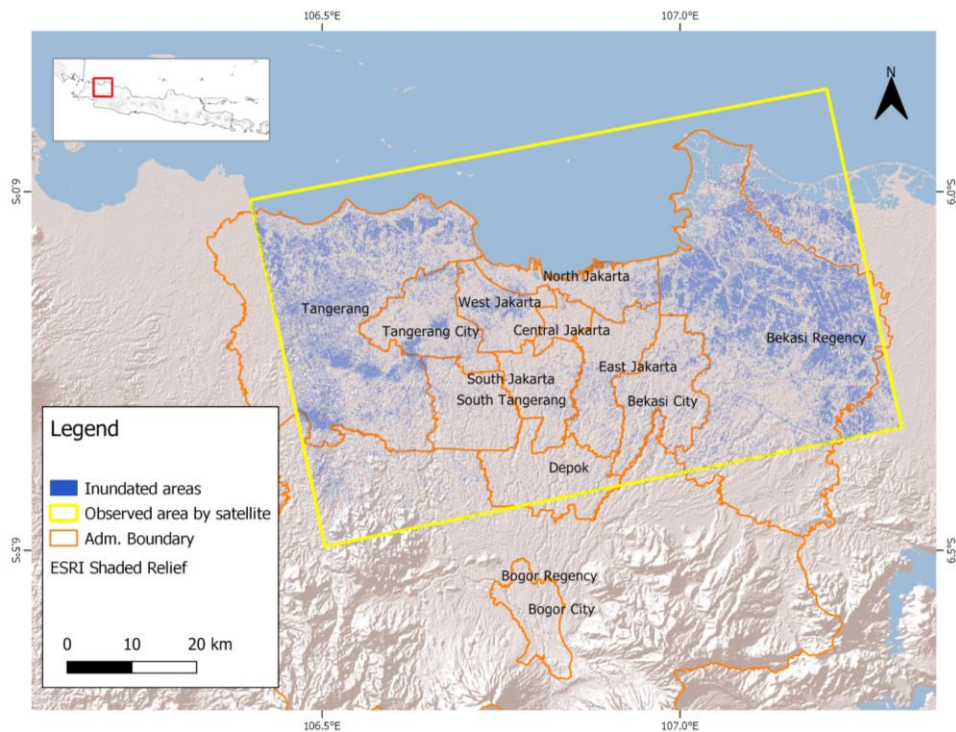 106.5°E
107.0°E
N
6.0°S
6.0°S
North Jakarta
West Jakarta
Tangerang
Tangerang City
Central Jakarta
Bekasi Regency
East Jakarta
South Jakarta
South Tangerang
Bekasi City
Depok
Legend
Inundated areas
Observed area by satellite
Adm. Boundary
ESRI Shaded Relief
0 10 20 km
6.5°S
6.5°S
Bogor Regency
Bogor City
106.5°E
107.0°E